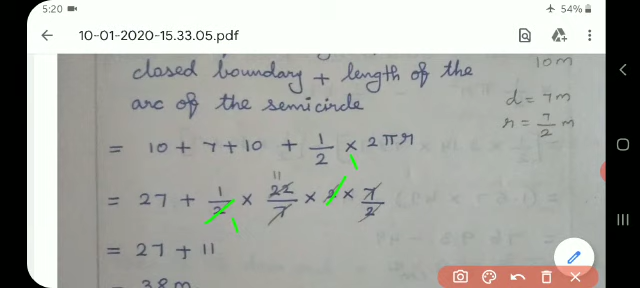 5:20
54%
10-01-2020-15.33.05.pdf
closed boundary + length of the
arc of the semicircle
10m
d = 7m
r = 7/2 m
= 10 + 7 + 10 + 1/2 × 2πr
= 27 + 1/2 × 22/7 × 2 × 7/2
11
= 27 + 11
= 38m